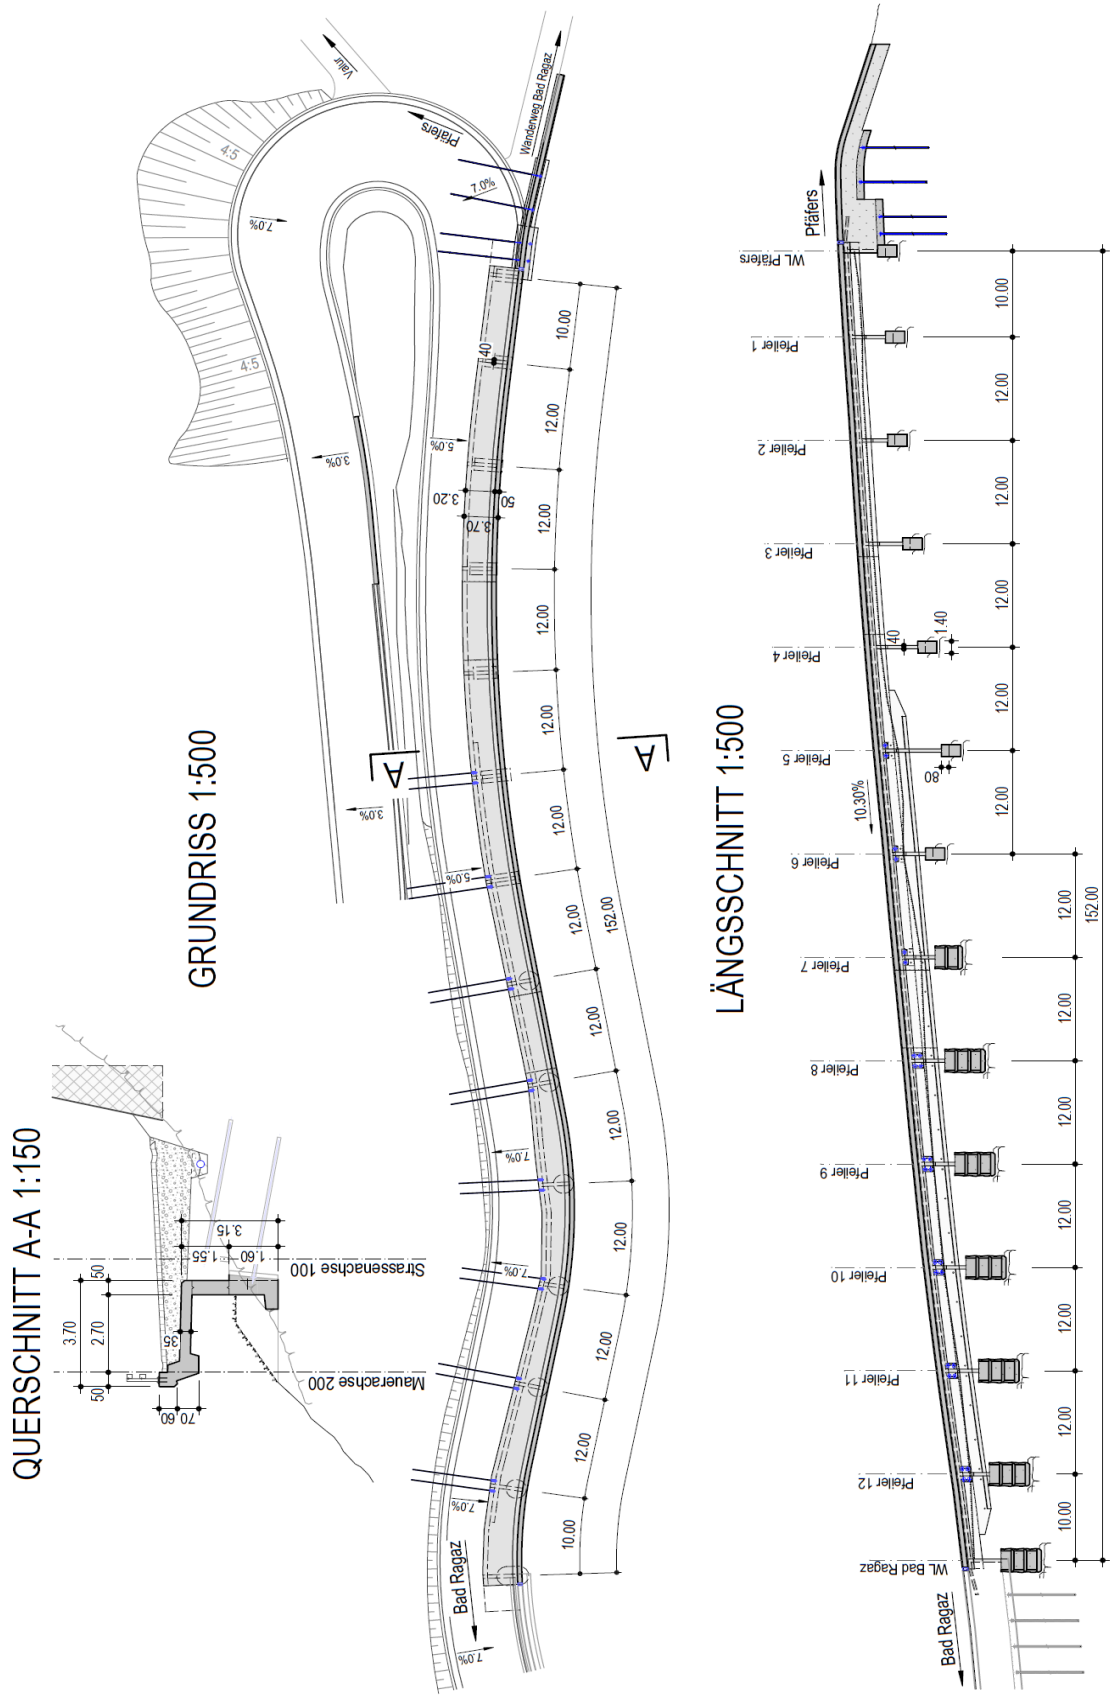 QUERSCHNITT A-A 1:150
3.70
50
2.70
50
35
70
60
3.15
1.55
1.60
Strassenachse 100
Mauerachse 200
GRUNDRISS 1:500
Valur
Pfäfers
Wanderweg Bad Ragaz
4:5
4:5
7.0%
7.0%
3.0%
5.0%
3.0%
5.0%
7.0%
7.0%
7.0%
7.0%
40
3.20
50
3.70
A
A
10.00
12.00
12.00
12.00
12.00
12.00
12.00
12.00
12.00
12.00
12.00
12.00
10.00
152.00
Bad Ragaz
LÄNGSSCHNITT 1:500
Pfäfers
WL Pfäfers
Pfeiler 1
Pfeiler 2
Pfeiler 3
Pfeiler 4
Pfeiler 5
Pfeiler 6
Pfeiler 7
Pfeiler 8
Pfeiler 9
Pfeiler 10
Pfeiler 11
Pfeiler 12
WL Bad Ragaz
Bad Ragaz
10.30%
40
1.40
80
10.00
12.00
12.00
12.00
12.00
12.00
12.00
12.00
12.00
12.00
12.00
12.00
10.00
152.00